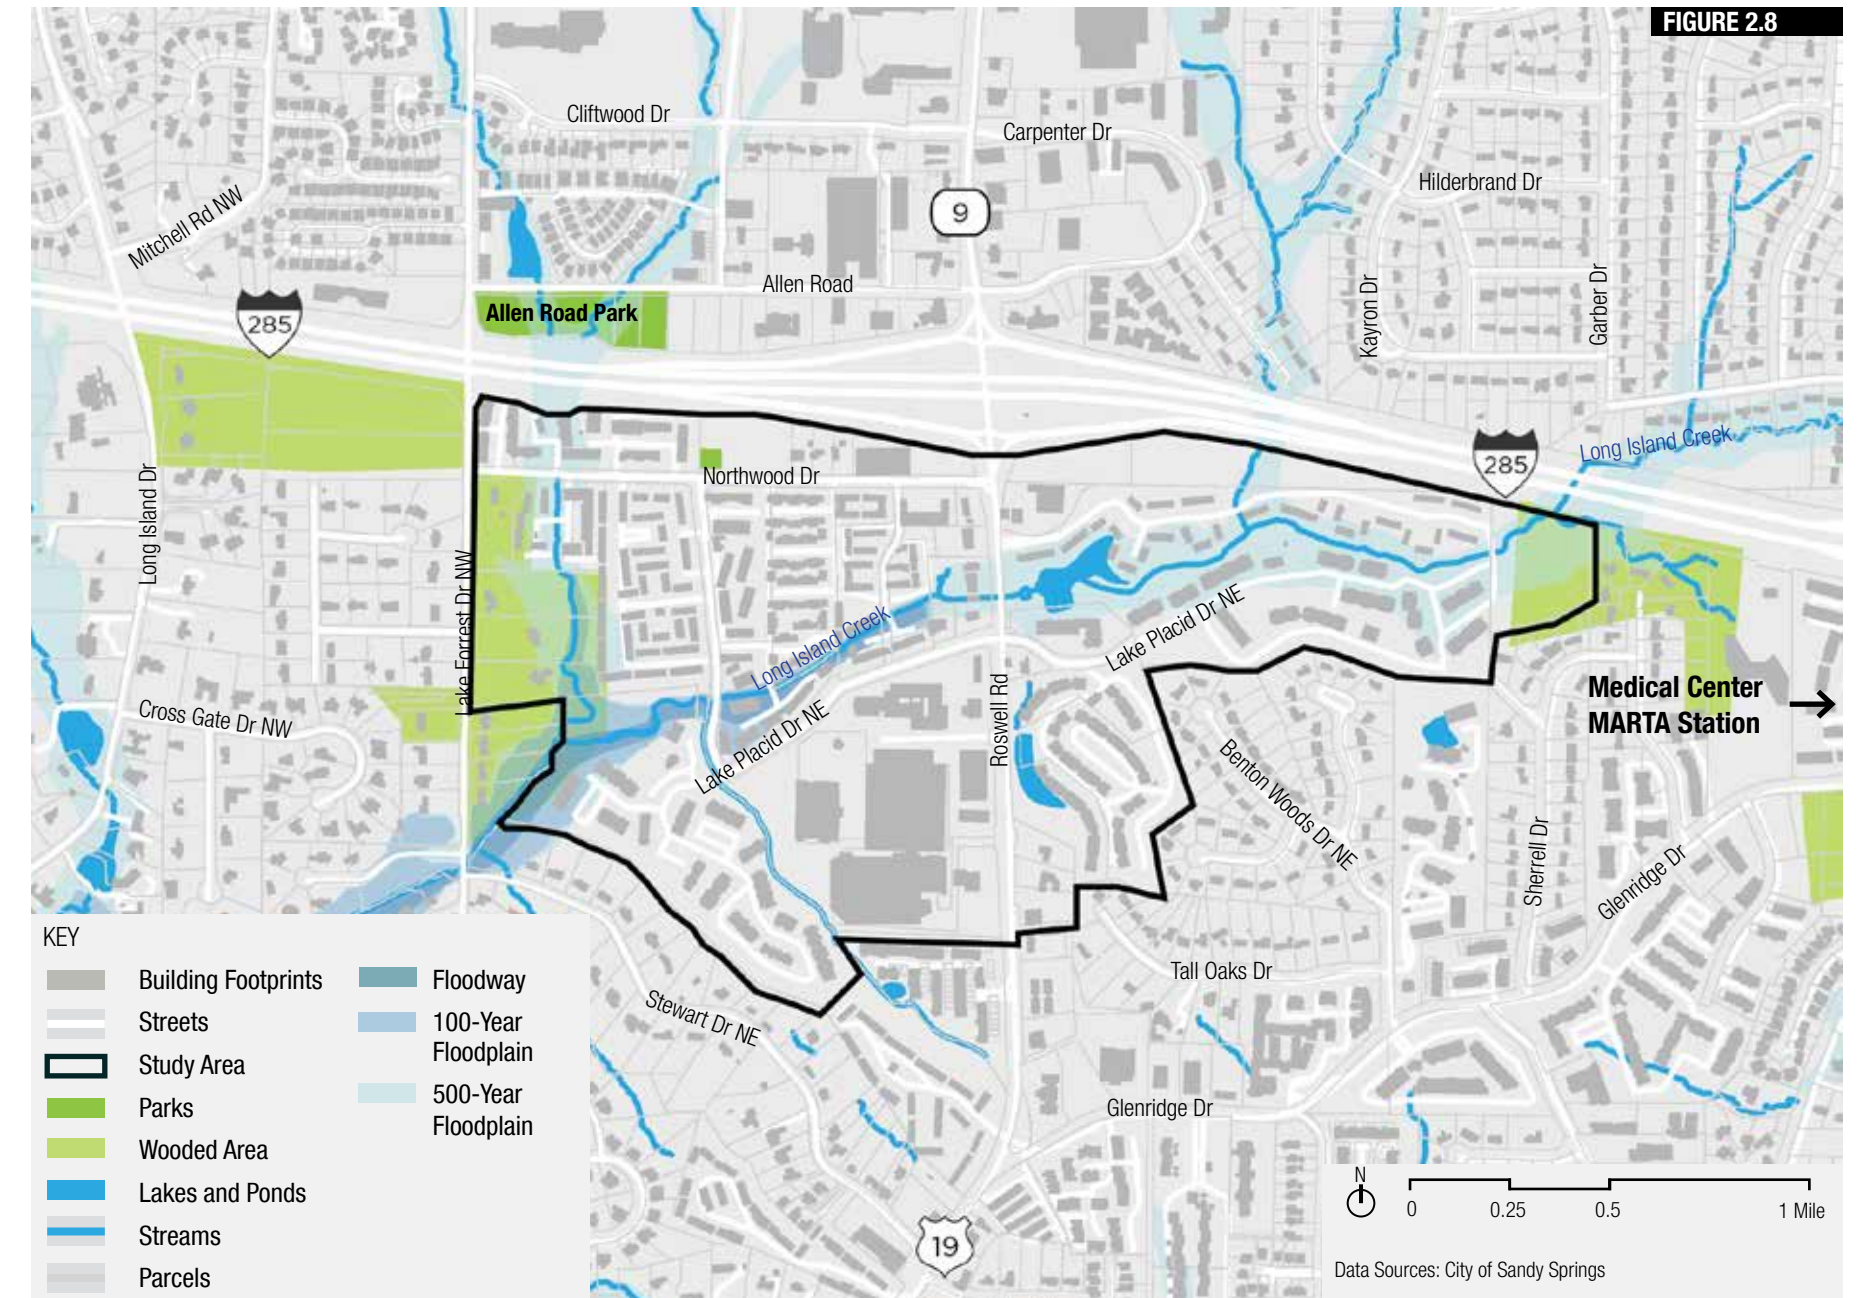 FIGURE 2.8
Cliftwood Dr
Carpenter Dr
Hilderbrand Dr
Mitchell Rd NW
9
Allen Road
Kayron Dr
Garber Dr
285
Allen Road Park
Long Island Creek
285
Northwood Dr
Long Island Dr
Lake Forrest Dr NW
Long Island Creek
Lake Placid Dr NE
Cross Gate Dr NW
Lake Placid Dr NE
Roswell Rd
Medical Center
MARTA Station
Benton Woods Dr NE
Sherrell Dr
Glenridge Dr
Tall Oaks Dr
Stewart Dr NE
Glenridge Dr
19
KEY
Building Footprints
Streets
Study Area
Parks
Wooded Area
Lakes and Ponds
Streams
Parcels
Floodway
100-Year
Floodplain
500-Year
Floodplain
N
0 0.25 0.5 1 Mile
Data Sources: City of Sandy Springs